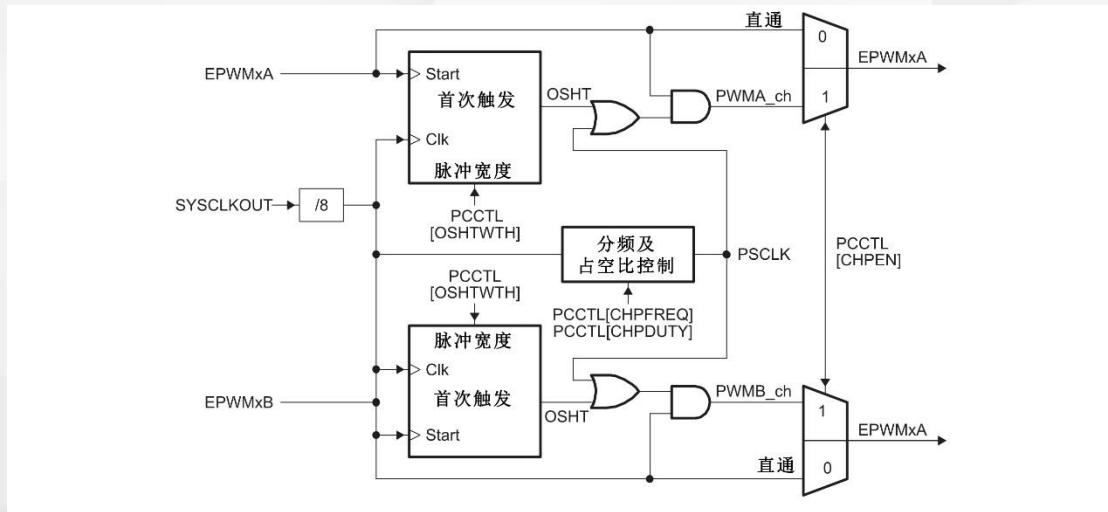 直通
0
EPWMxA
EPWMxA
Start
首次触发
OSHT
PWMA_ch
1
Clk
脉冲宽度
SYSCLKOUT
/8
PCCTL
[OSHTWTH]
分频及
占空比控制
PSCLK
PCCTL
[CHPEN]
PCCTL
[OSHTWTH]
PCCTL[CHPFREQ]
PCCTL[CHPDUTY]
脉冲宽度
Clk
首次触发
EPWMxB
OSHT
PWMB_ch
1
Start
EPWMxA
直通
0